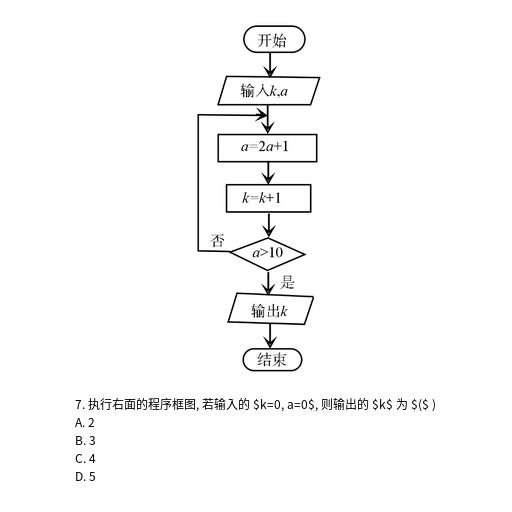 开始
输入k,a
a=2a+1
k=k+1
否
a>10
是
输出k
结束
7. 执行右面的程序框图, 若输入的 $k=0, a=0$, 则输出的 $k$ 为 $($ )
A. 2
B. 3
C. 4
D. 5